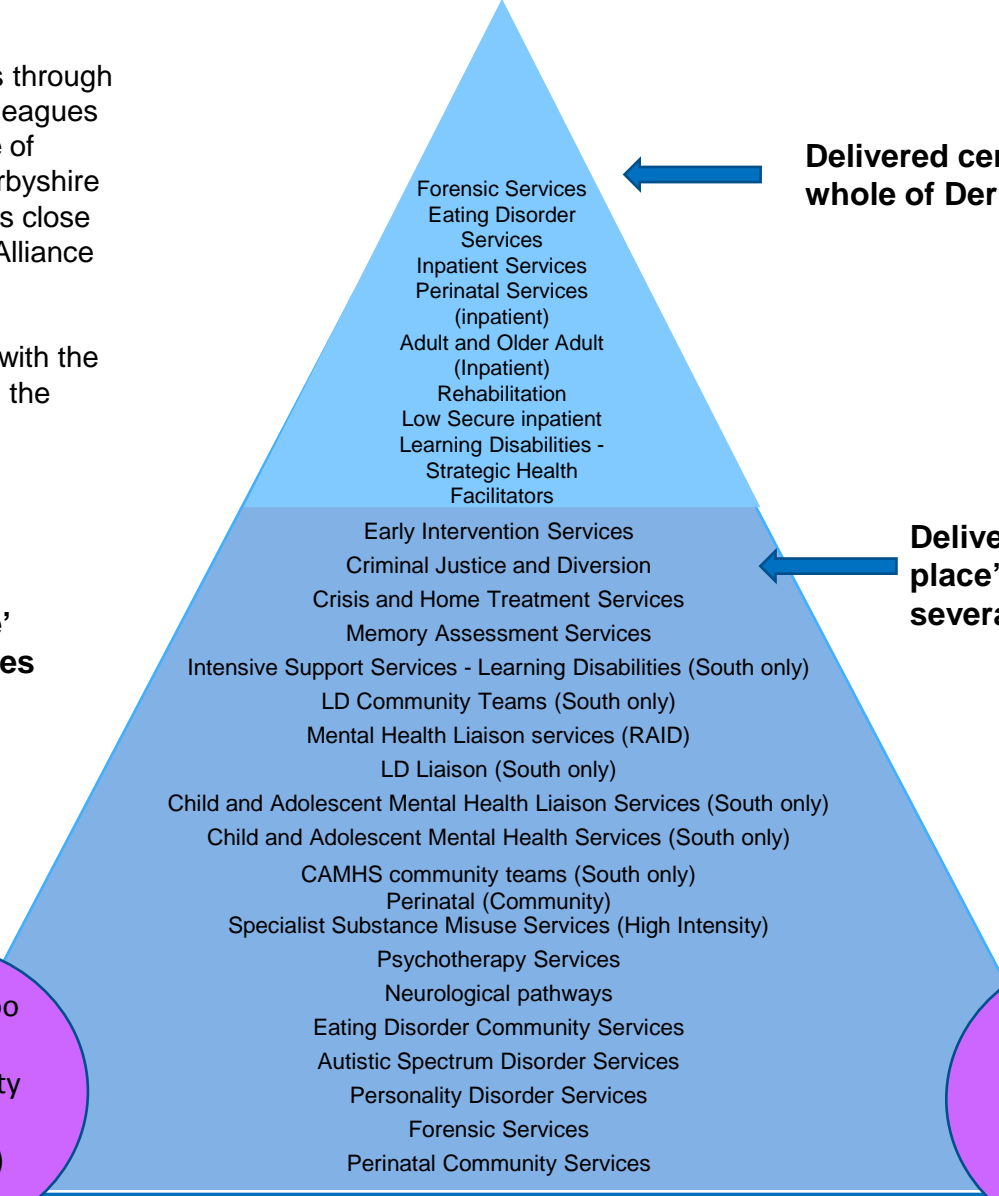 s through
leagues
of
rbyshire
s close
Alliance
with the
the
’
es
Delivered cer
whole of Der
Forensic Services
Eating Disorder
Services
Inpatient Services
Perinatal Services
(inpatient)
Adult and Older Adult
(Inpatient)
Rehabilitation
Low Secure inpatient
Learning Disabilities -
Strategic Health
Facilitators
Delive
place’
severa
Early Intervention Services
Criminal Justice and Diversion
Crisis and Home Treatment Services
Memory Assessment Services
Intensive Support Services - Learning Disabilities (South only)
LD Community Teams (South only)
Mental Health Liaison services (RAID)
LD Liaison (South only)
Child and Adolescent Mental Health Liaison Services (South only)
Child and Adolescent Mental Health Services (South only)
CAMHS community teams (South only)
Perinatal (Community)
Specialist Substance Misuse Services (High Intensity)
Psychotherapy Services
Neurological pathways
Eating Disorder Community Services
Autistic Spectrum Disorder Services
Personality Disorder Services
Forensic Services
Perinatal Community Services
oo
ty
)